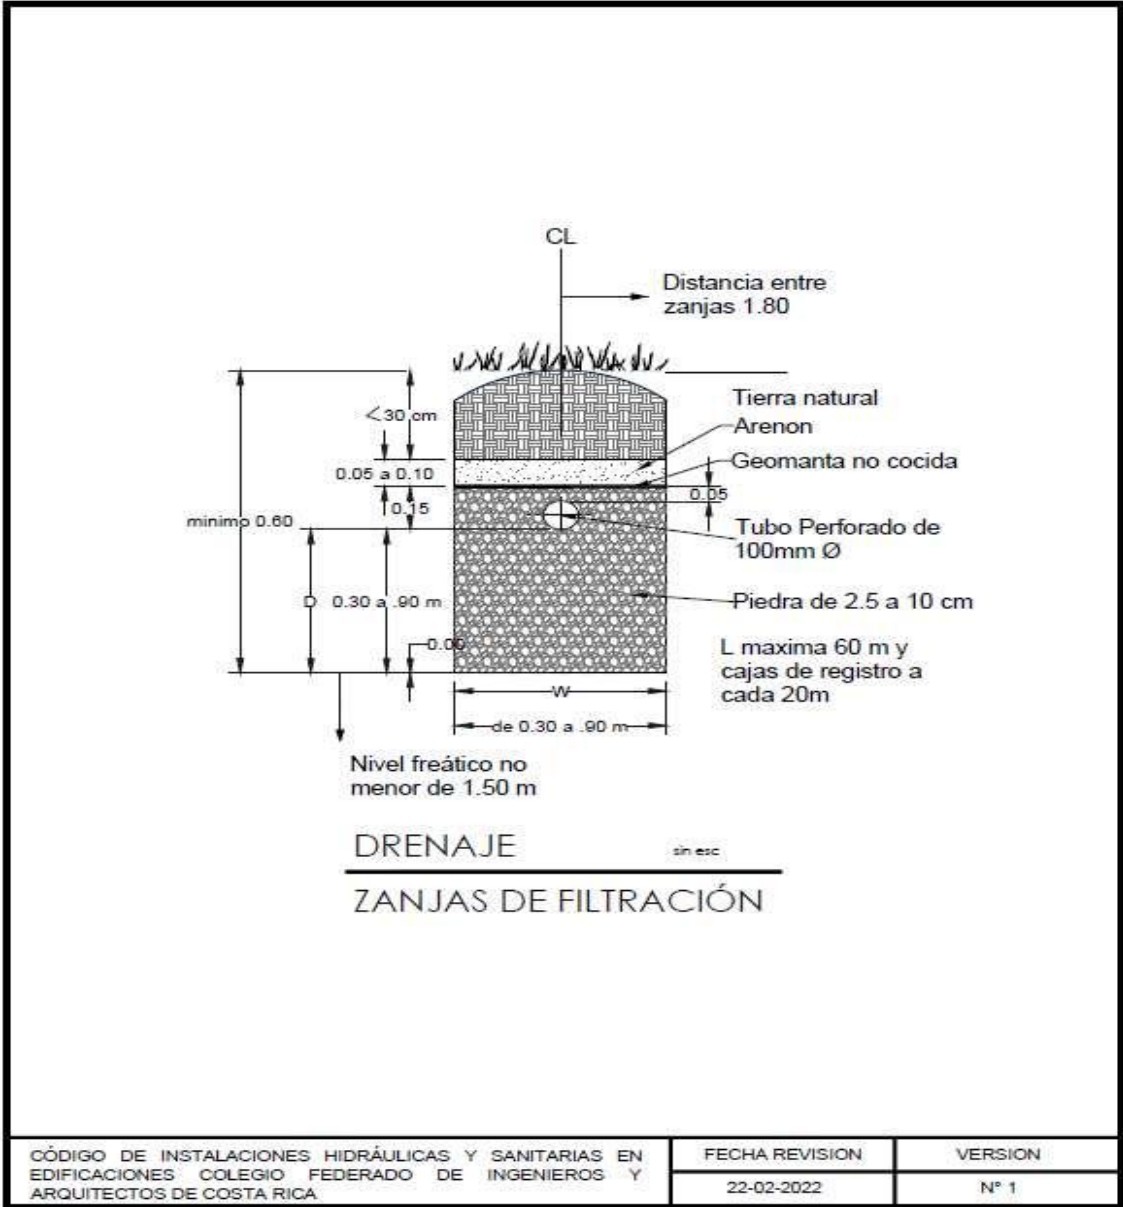 CL
Distancia entre
zanjas 1.80
<30 cm
Tierra natural
Arenon
Geomanta no cocida
0.05 a 0.10
0.05
0.15
minimo 0.60
Tubo Perforado de
100mm Ø
D 0.30 a .90 m
Piedra de 2.5 a 10 cm
0.00
L maxima 60 m y
cajas de registro a
cada 20m
W
de 0.30 a .90 m
Nivel freático no
menor de 1.50 m
DRENAJE
sin esc
ZANJAS DE FILTRACIÓN
CÓDIGO DE INSTALACIONES HIDRÁULICAS Y SANITARIAS EN
EDIFICACIONES COLEGIO FEDERADO DE INGENIEROS Y
ARQUITECTOS DE COSTA RICA
FECHA REVISION
VERSION
22-02-2022
N° 1